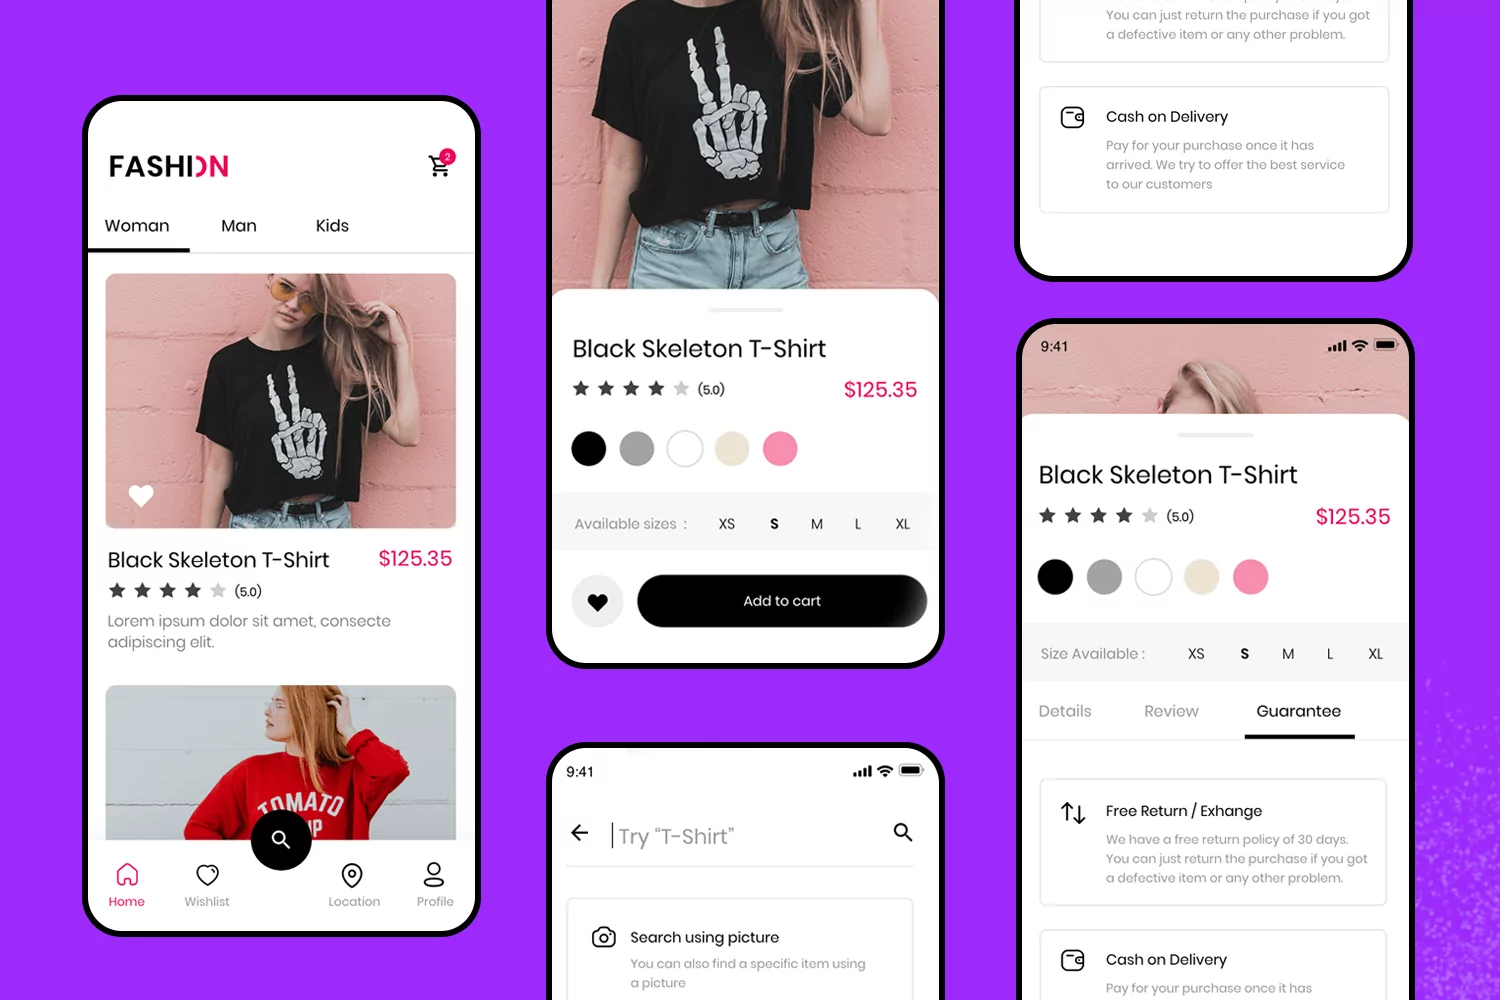 FASHION
2
Woman Man Kids
Black Skeleton T-Shirt $125.35
(5.0)
Lorem ipsum dolor sit amet, consecte
adipiscing elit.
TOMATO
Home Wishlist Location Profile
Black Skeleton T-Shirt
(5.0) $125.35
Available sizes : XS S M L XL
Add to cart
9:41
Try “T-Shirt”
Search using picture
You can also find a specific item using
a picture
You can just return the purchase if you got
a defective item or any other problem.
Cash on Delivery
Pay for your purchase once it has
arrived. We try to offer the best service
to our customers
9:41
Black Skeleton T-Shirt
(5.0) $125.35
Size Available : XS S M L XL
Details Review Guarantee
Free Return / Exhange
We have a free return policy of 30 days.
You can just return the purchase if you got
a defective item or any other problem.
Cash on Delivery
Pay for your purchase once it has